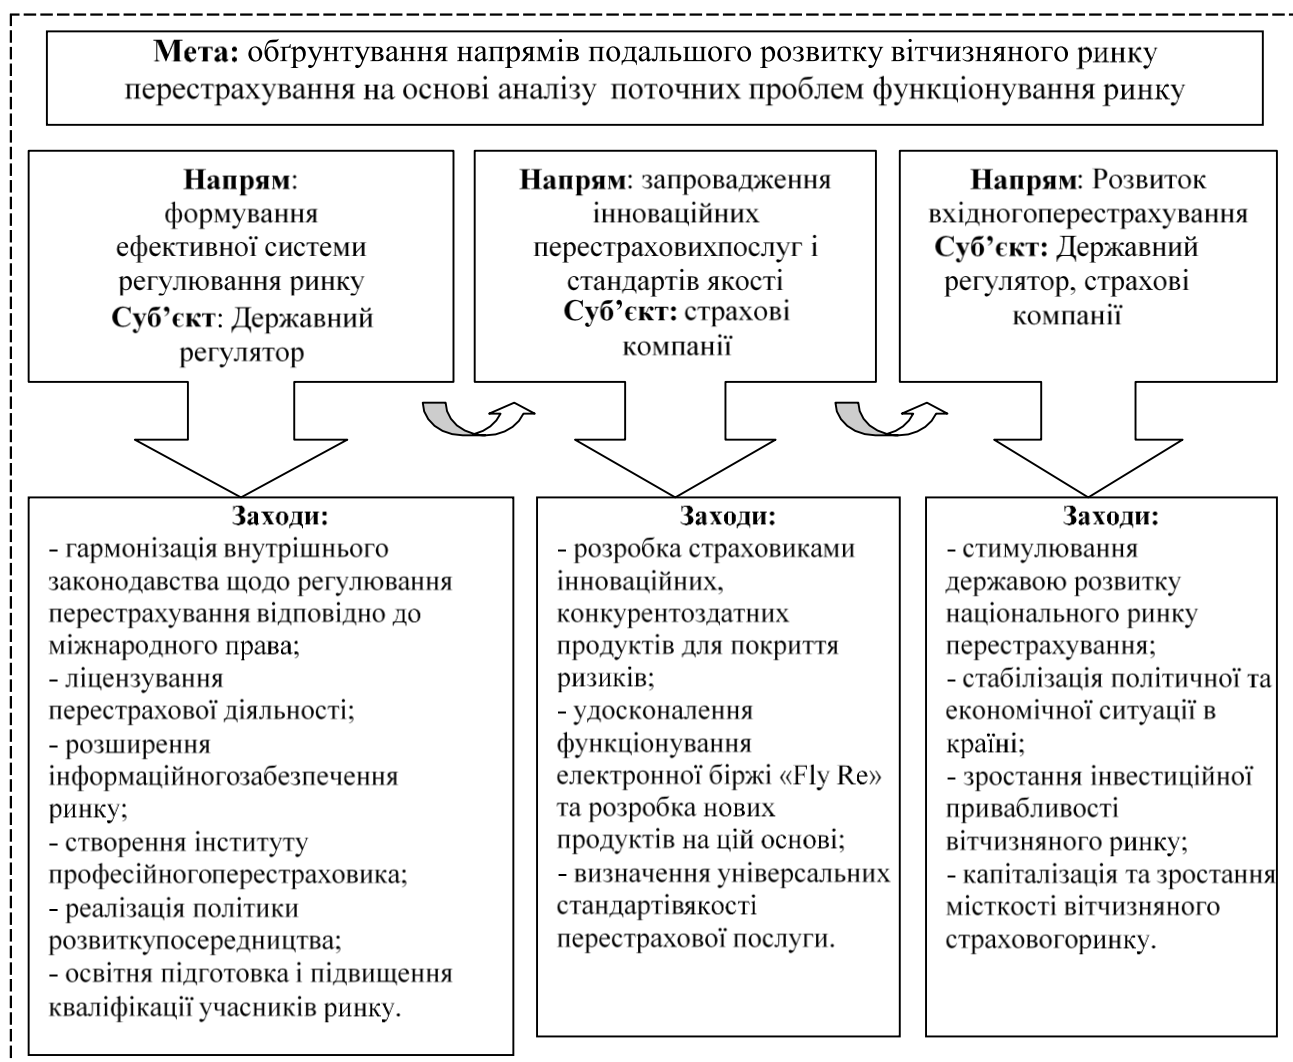 Мета: обґрунтування напрямів подальшого розвитку вітчизняного ринку
перестрахування на основі аналізу поточних проблем функціонування ринку
Напрям:
формування
ефективної системи
регулювання ринку
Суб’єкт: Державний
регулятор
Напрям: запровадження
інноваційних
перестраховихпослуг і
стандартів якості
Суб’єкт: страхові
компанії
Напрям: Розвиток
вхідногоперестрахування
Суб’єкт: Державний
регулятор, страхові
компанії
Заходи:
- гармонізація внутрішнього
законодавства щодо регулювання
перестрахування відповідно до
міжнародного права;
- ліцензування
перестрахової діяльності;
- розширення
інформаційногозабезпечення
ринку;
- створення інституту
професійногоперестраховика;
- реалізація політики
розвиткупосередництва;
- освітня підготовка і підвищення
кваліфікації учасників ринку.
Заходи:
- розробка страховиками
інноваційних,
конкурентоздатних
продуктів для покриття
ризиків;
- удосконалення
функціонування
електронної біржі «Fly Re»
та розробка нових
продуктів на цій основі;
- визначення універсальних
стандартівякості
перестрахової послуги.
Заходи:
- стимулювання
державою розвитку
національного ринку
перестрахування;
- стабілізація політичної та
економічної ситуації в
країні;
- зростання інвестиційної
привабливості
вітчизняного ринку;
- капіталізація та зростання
місткості вітчизняного
страховогоринку.